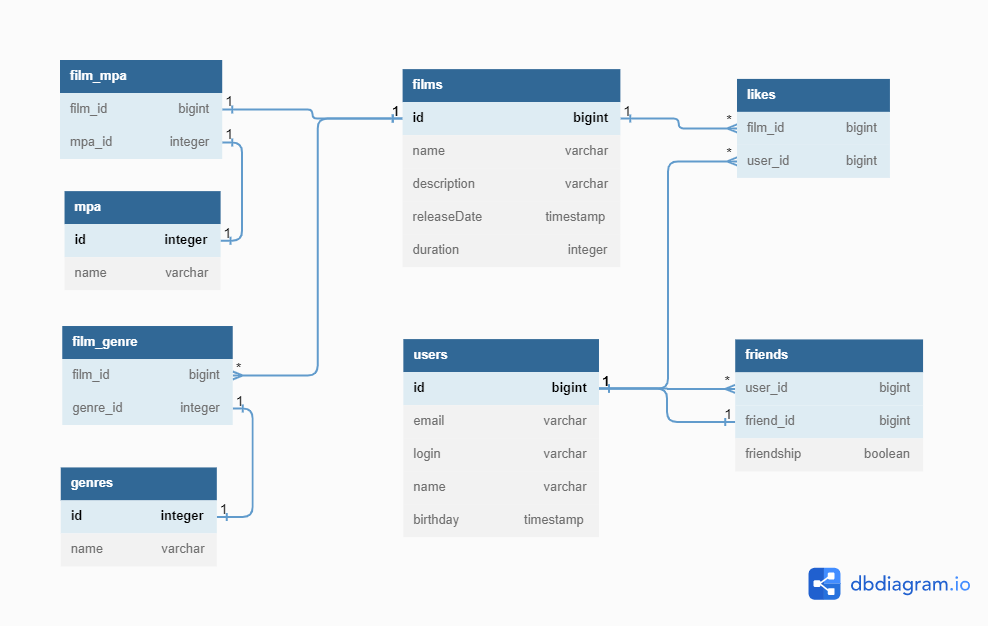 film_mpa
film_id bigint
mpa_id integer
1
1
mpa
id integer
name varchar
1
film_genre
film_id bigint
genre_id integer
*
1
genres
id integer
name varchar
1
films
id bigint
name varchar
description varchar
releaseDate timestamp
duration integer
1
1
users
id bigint
email varchar
login varchar
name varchar
birthday timestamp
1
likes
film_id bigint
user_id bigint
*
*
friends
user_id bigint
friend_id bigint
friendship boolean
*
1
dbdiagram.io